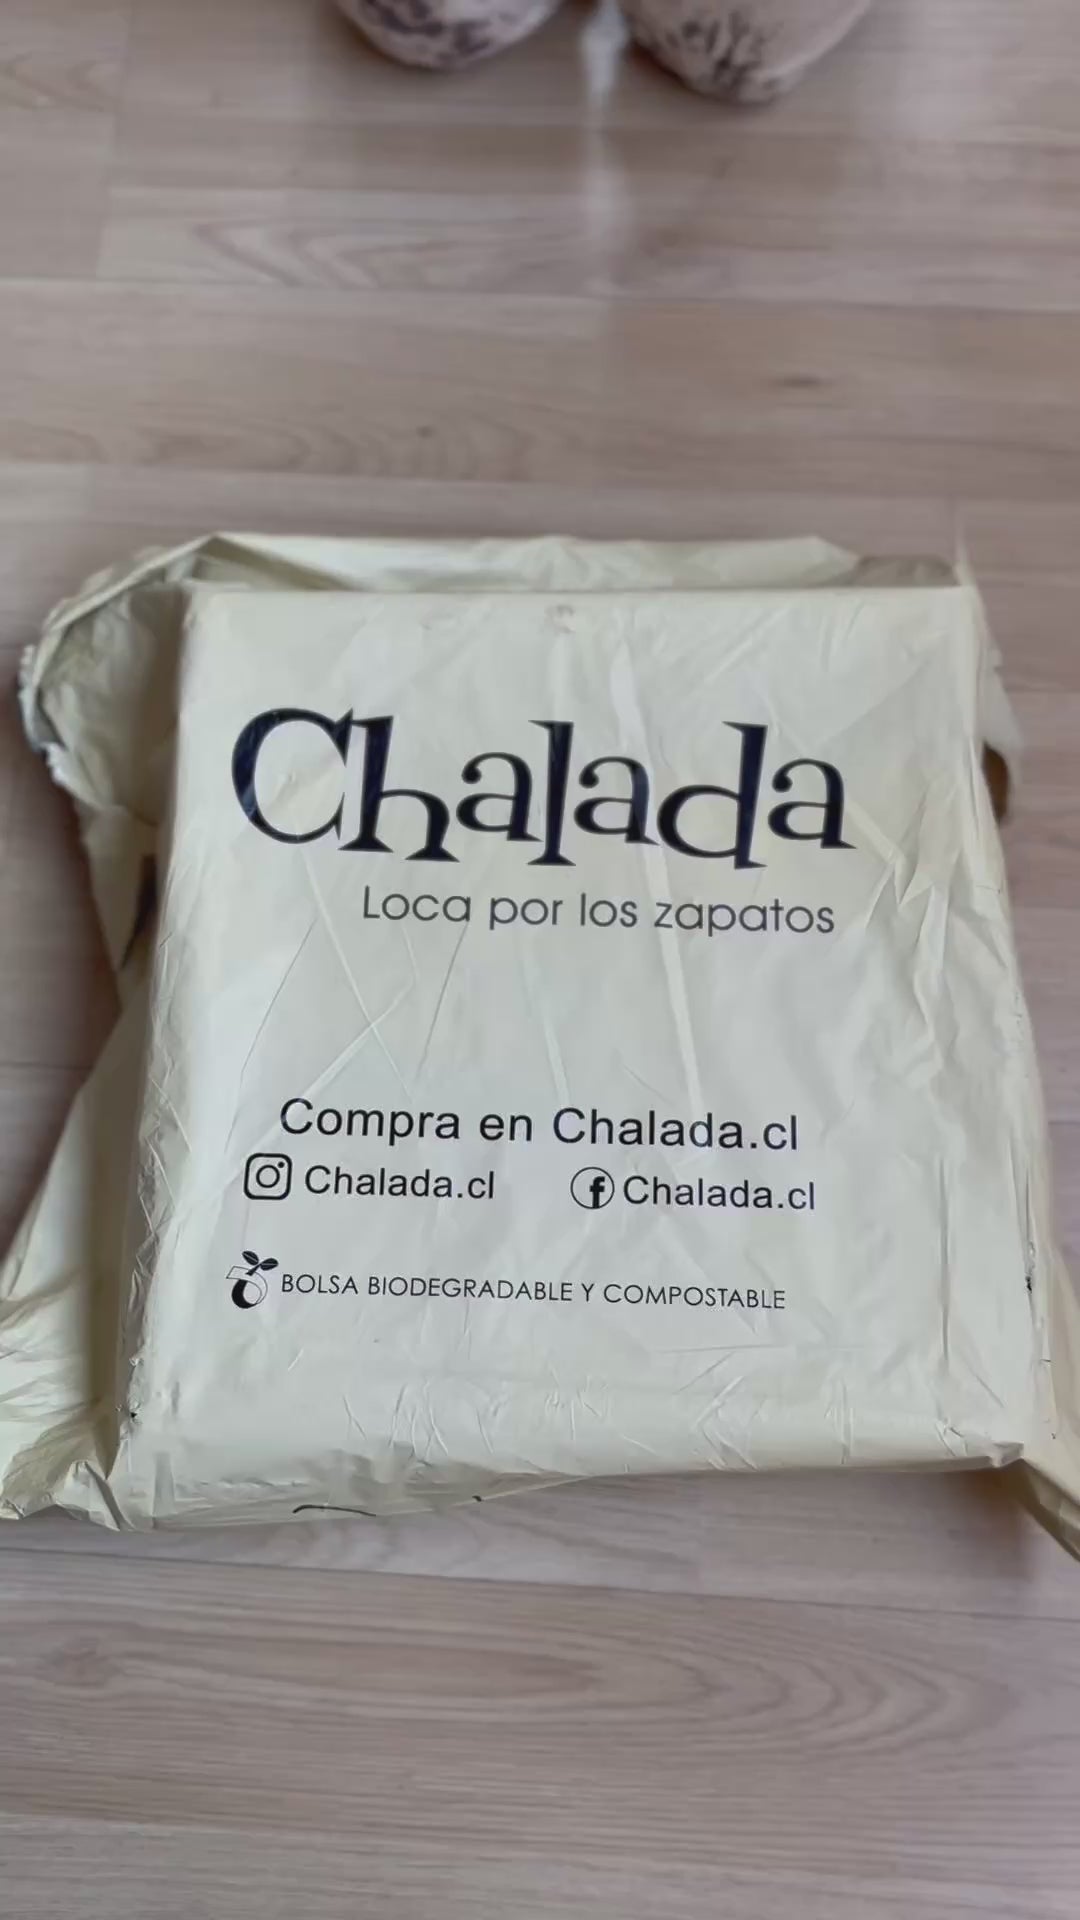 Chalada
Loca por los zapatos
Compra en Chalada.cl
Chalada.cl Chalada.cl
BOLSA BIODEGRADABLE Y COMPOSTABLE